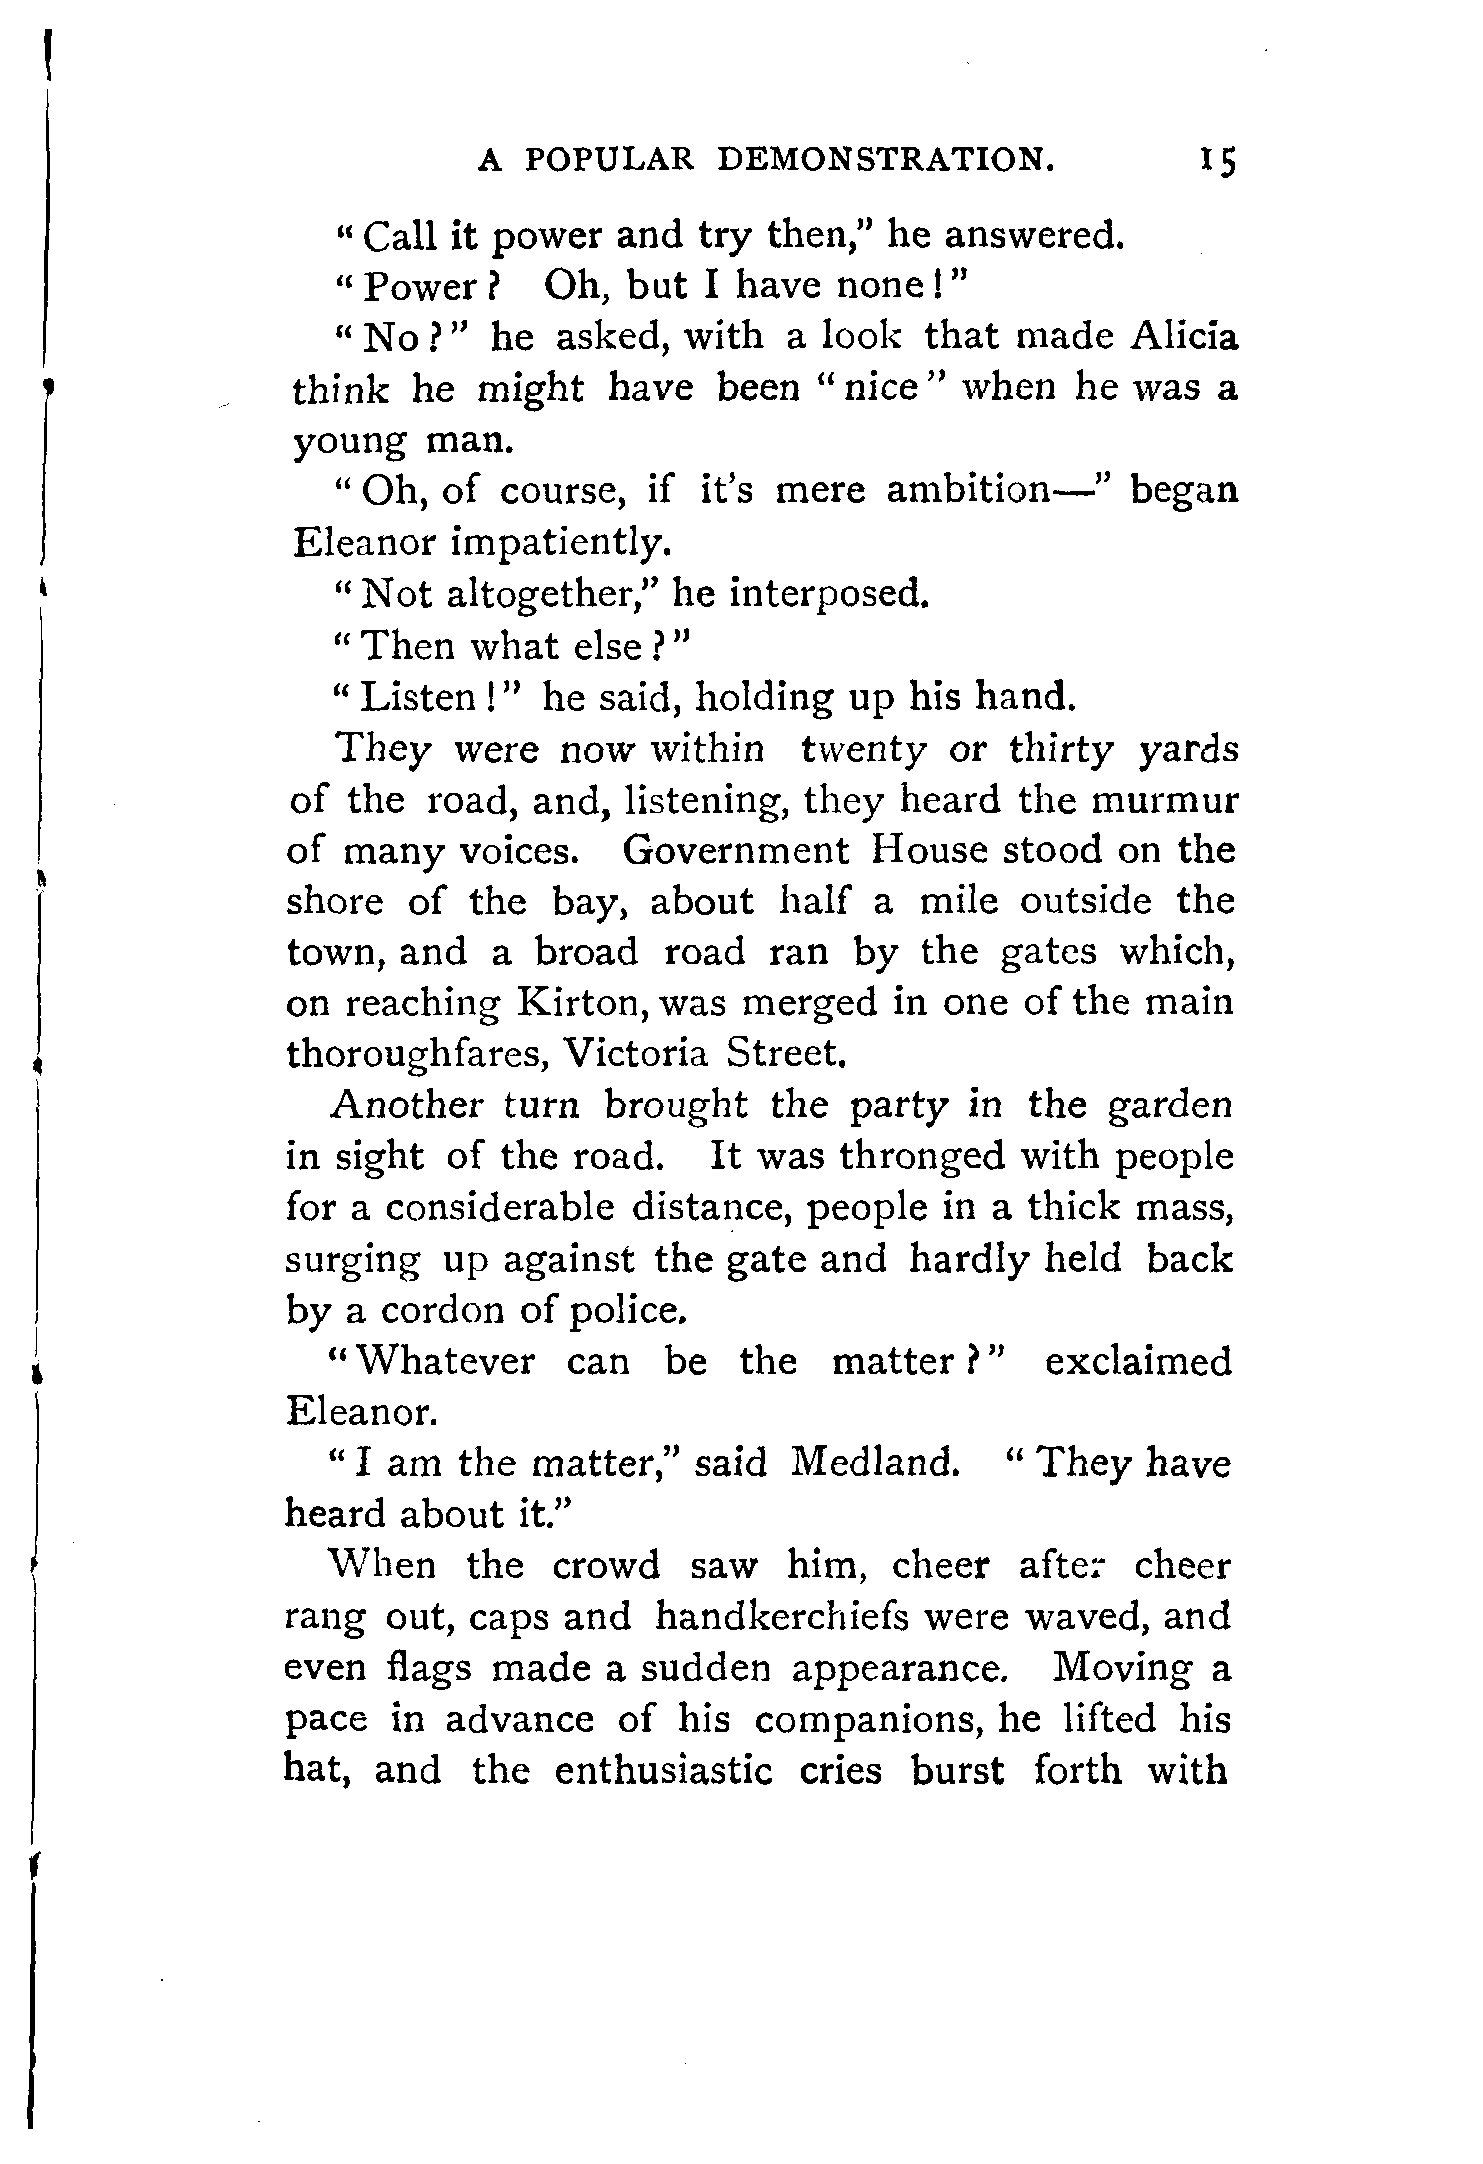 A POPULAR DEMONSTRATION. 15
“Call it power and try then,” he answered.
“Power? Oh, but I have none!”
“No?” he asked, with a look that made Alicia
think he might have been “nice” when he was a
young man.
“Oh, of course, if it’s mere ambition—” began
Eleanor impatiently.
“Not altogether,” he interposed.
“Then what else?”
“Listen!” he said, holding up his hand.
They were now within twenty or thirty yards
of the road, and, listening, they heard the murmur
of many voices. Government House stood on the
shore of the bay, about half a mile outside the
town, and a broad road ran by the gates which,
on reaching Kirton, was merged in one of the main
thoroughfares, Victoria Street.
Another turn brought the party in the garden
in sight of the road. It was thronged with people
for a considerable distance, people in a thick mass,
surging up against the gate and hardly held back
by a cordon of police.
“Whatever can be the matter?” exclaimed
Eleanor.
“I am the matter,” said Medland. “They have
heard about it.”
When the crowd saw him, cheer after cheer
rang out, caps and handkerchiefs were waved, and
even flags made a sudden appearance. Moving a
pace in advance of his companions, he lifted his
hat, and the enthusiastic cries burst forth with